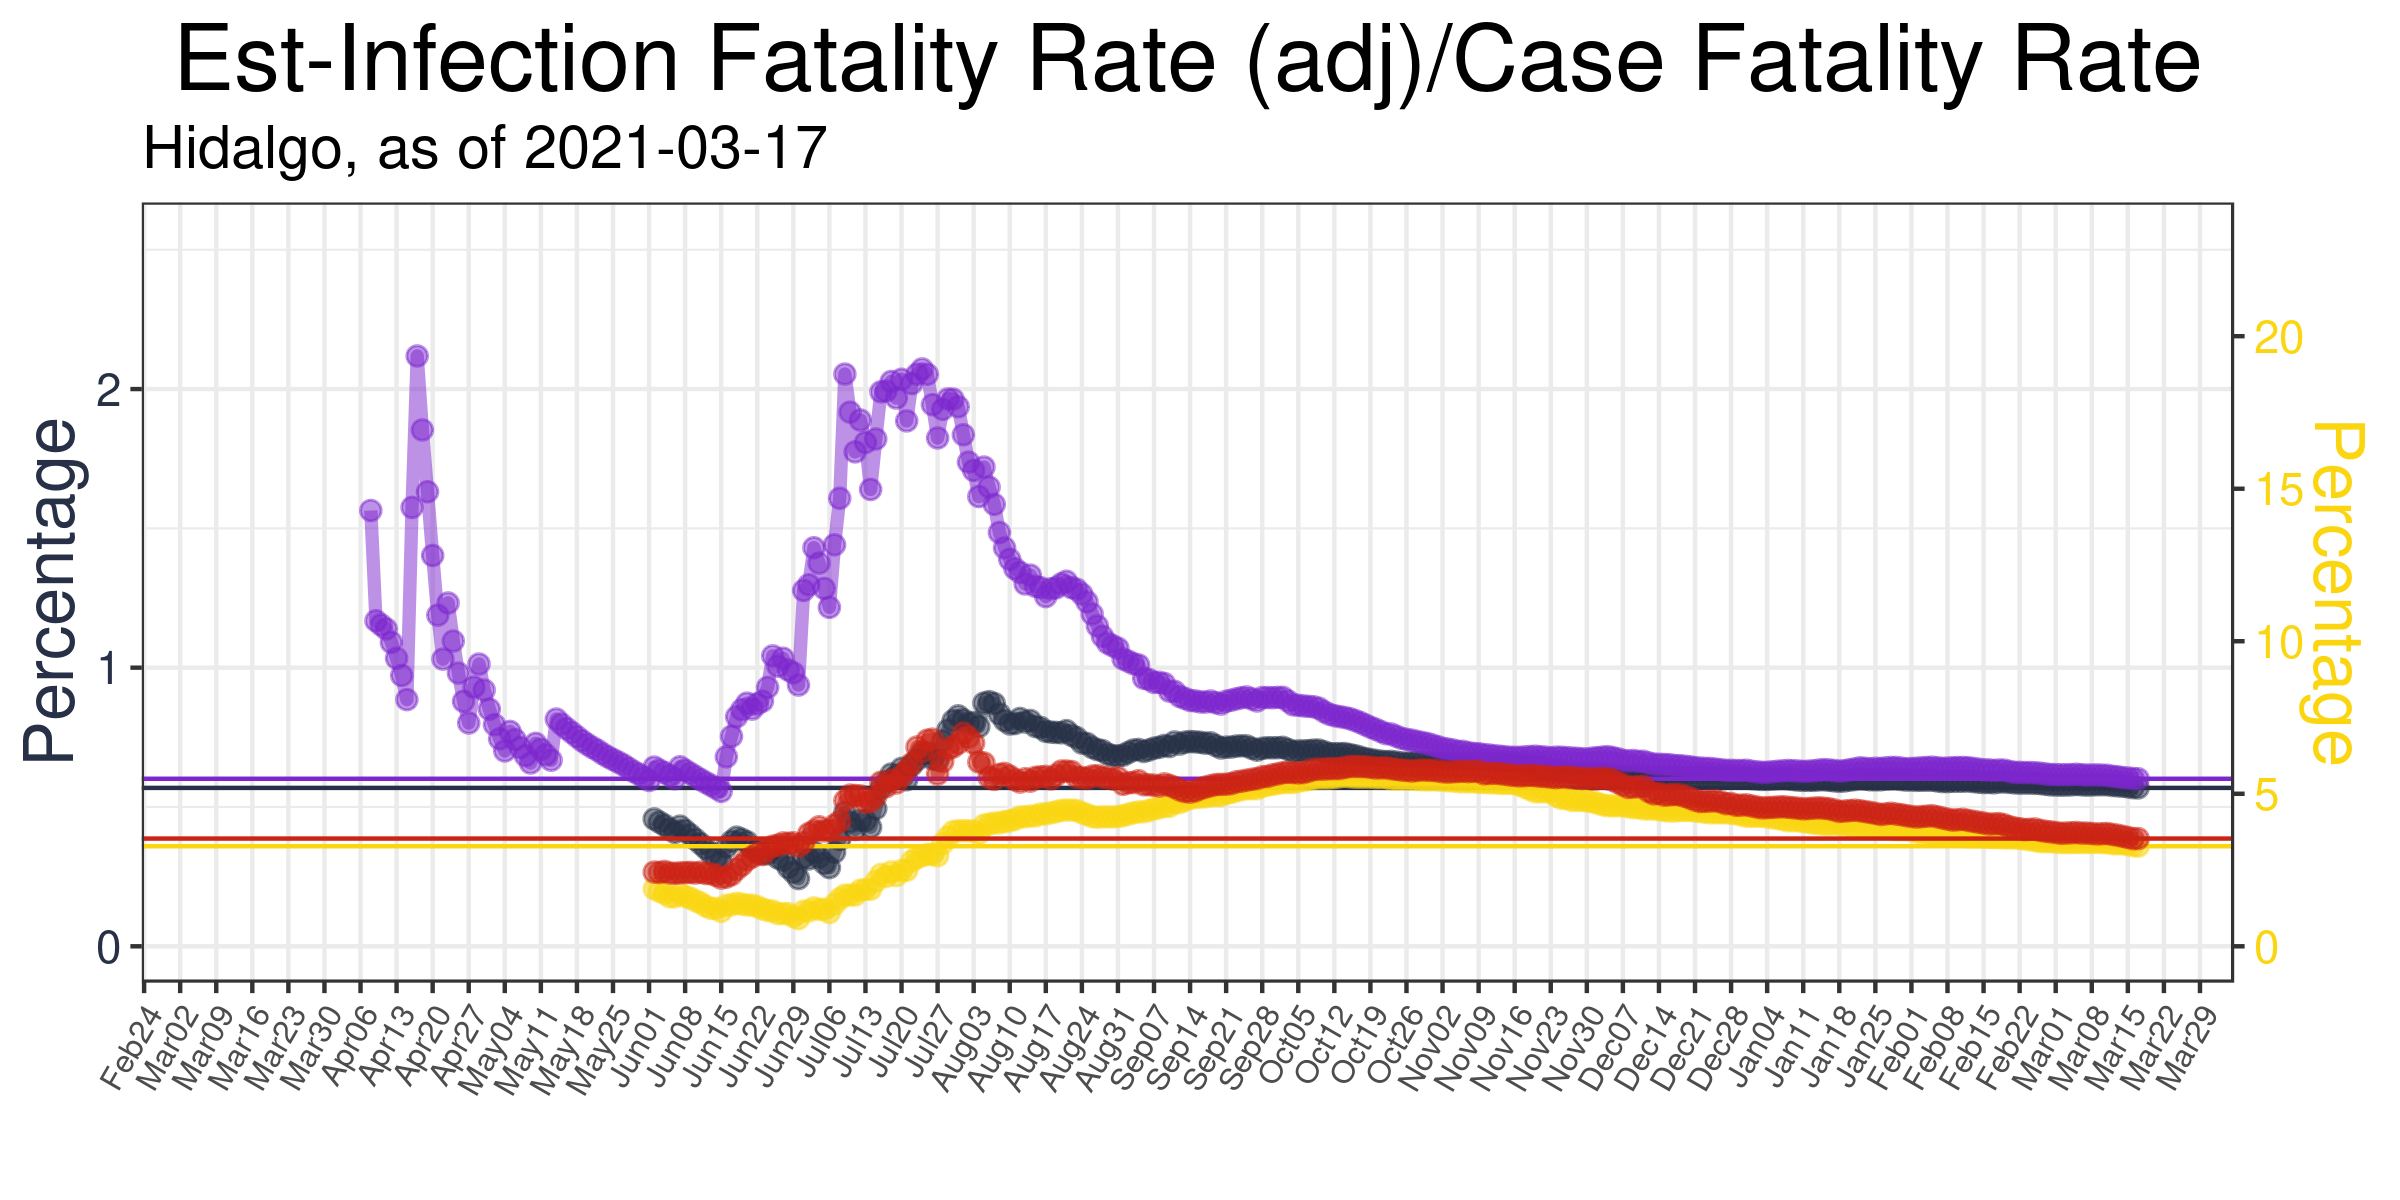 Est-Infection Fatality Rate (adj)/Case Fatality Rate
Hidalgo, as of 2021-03-17
Percentage
2
1
0
20
15
10
5
0
Percentage
Feb24
Mar02
Mar09
Mar16
Mar23
Mar30
Apr06
Apr13
Apr20
Apr27
May04
May11
May18
May25
Jun01
Jun08
Jun15
Jun22
Jun29
Jul06
Jul13
Jul20
Jul27
Aug03
Aug10
Aug17
Aug24
Aug31
Sep07
Sep14
Sep21
Sep28
Oct05
Oct12
Oct19
Oct26
Nov02
Nov09
Nov16
Nov23
Nov30
Dec07
Dec14
Dec21
Dec28
Jan04
Jan11
Jan18
Jan25
Feb01
Feb08
Feb15
Feb22
Mar01
Mar08
Mar15
Mar22
Mar29